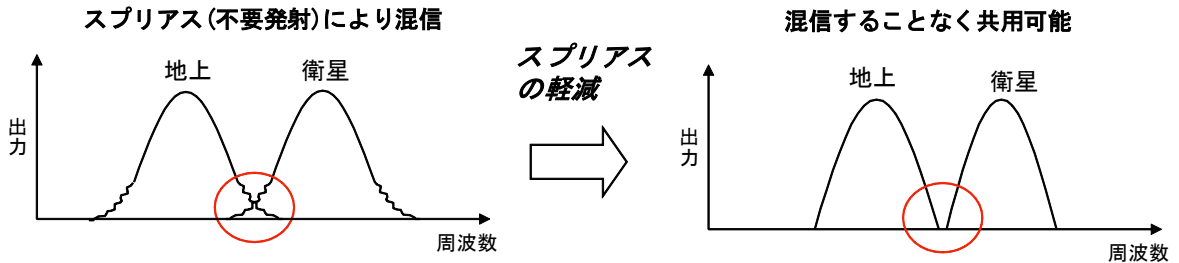 スプリアス(不要発射)により混信
地上
衛星
出力
周波数
スプリアス
の軽減
混信することなく共用可能
地上
衛星
出力
周波数